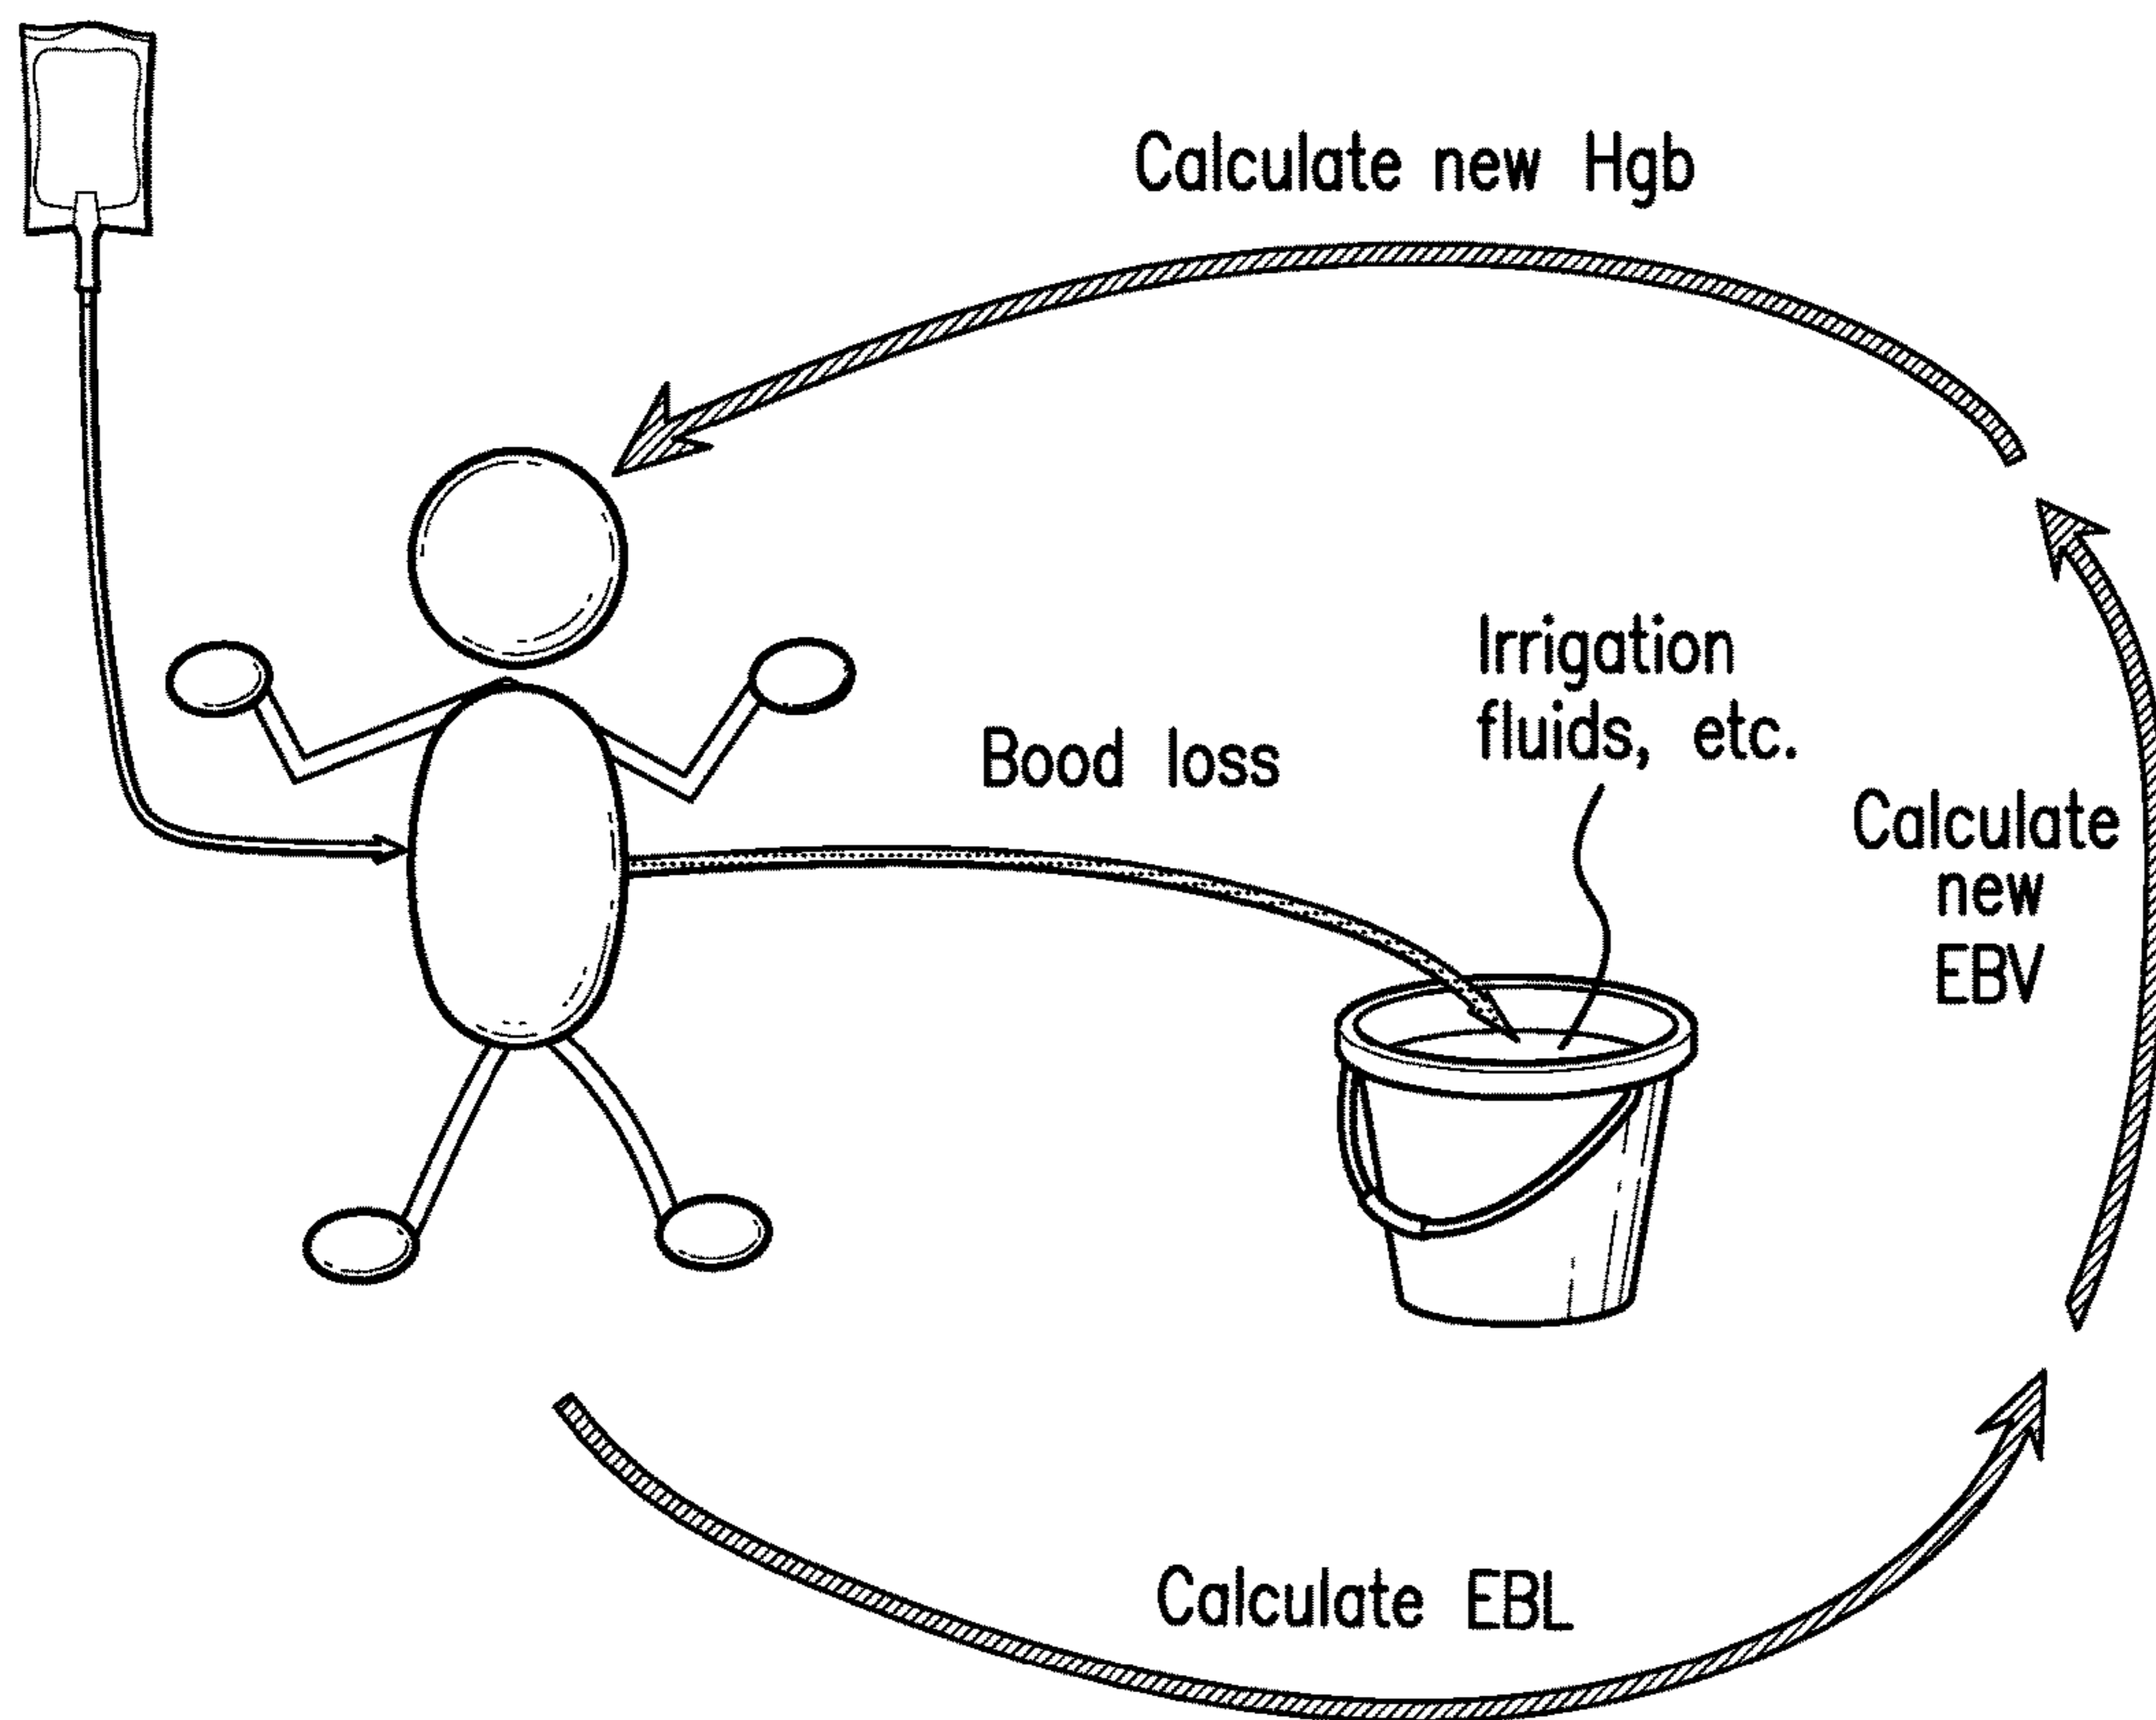 Calculate new Hgb
Irrigation
fluids, etc.
Bood loss
Calculate
new
EBV
Calculate EBL